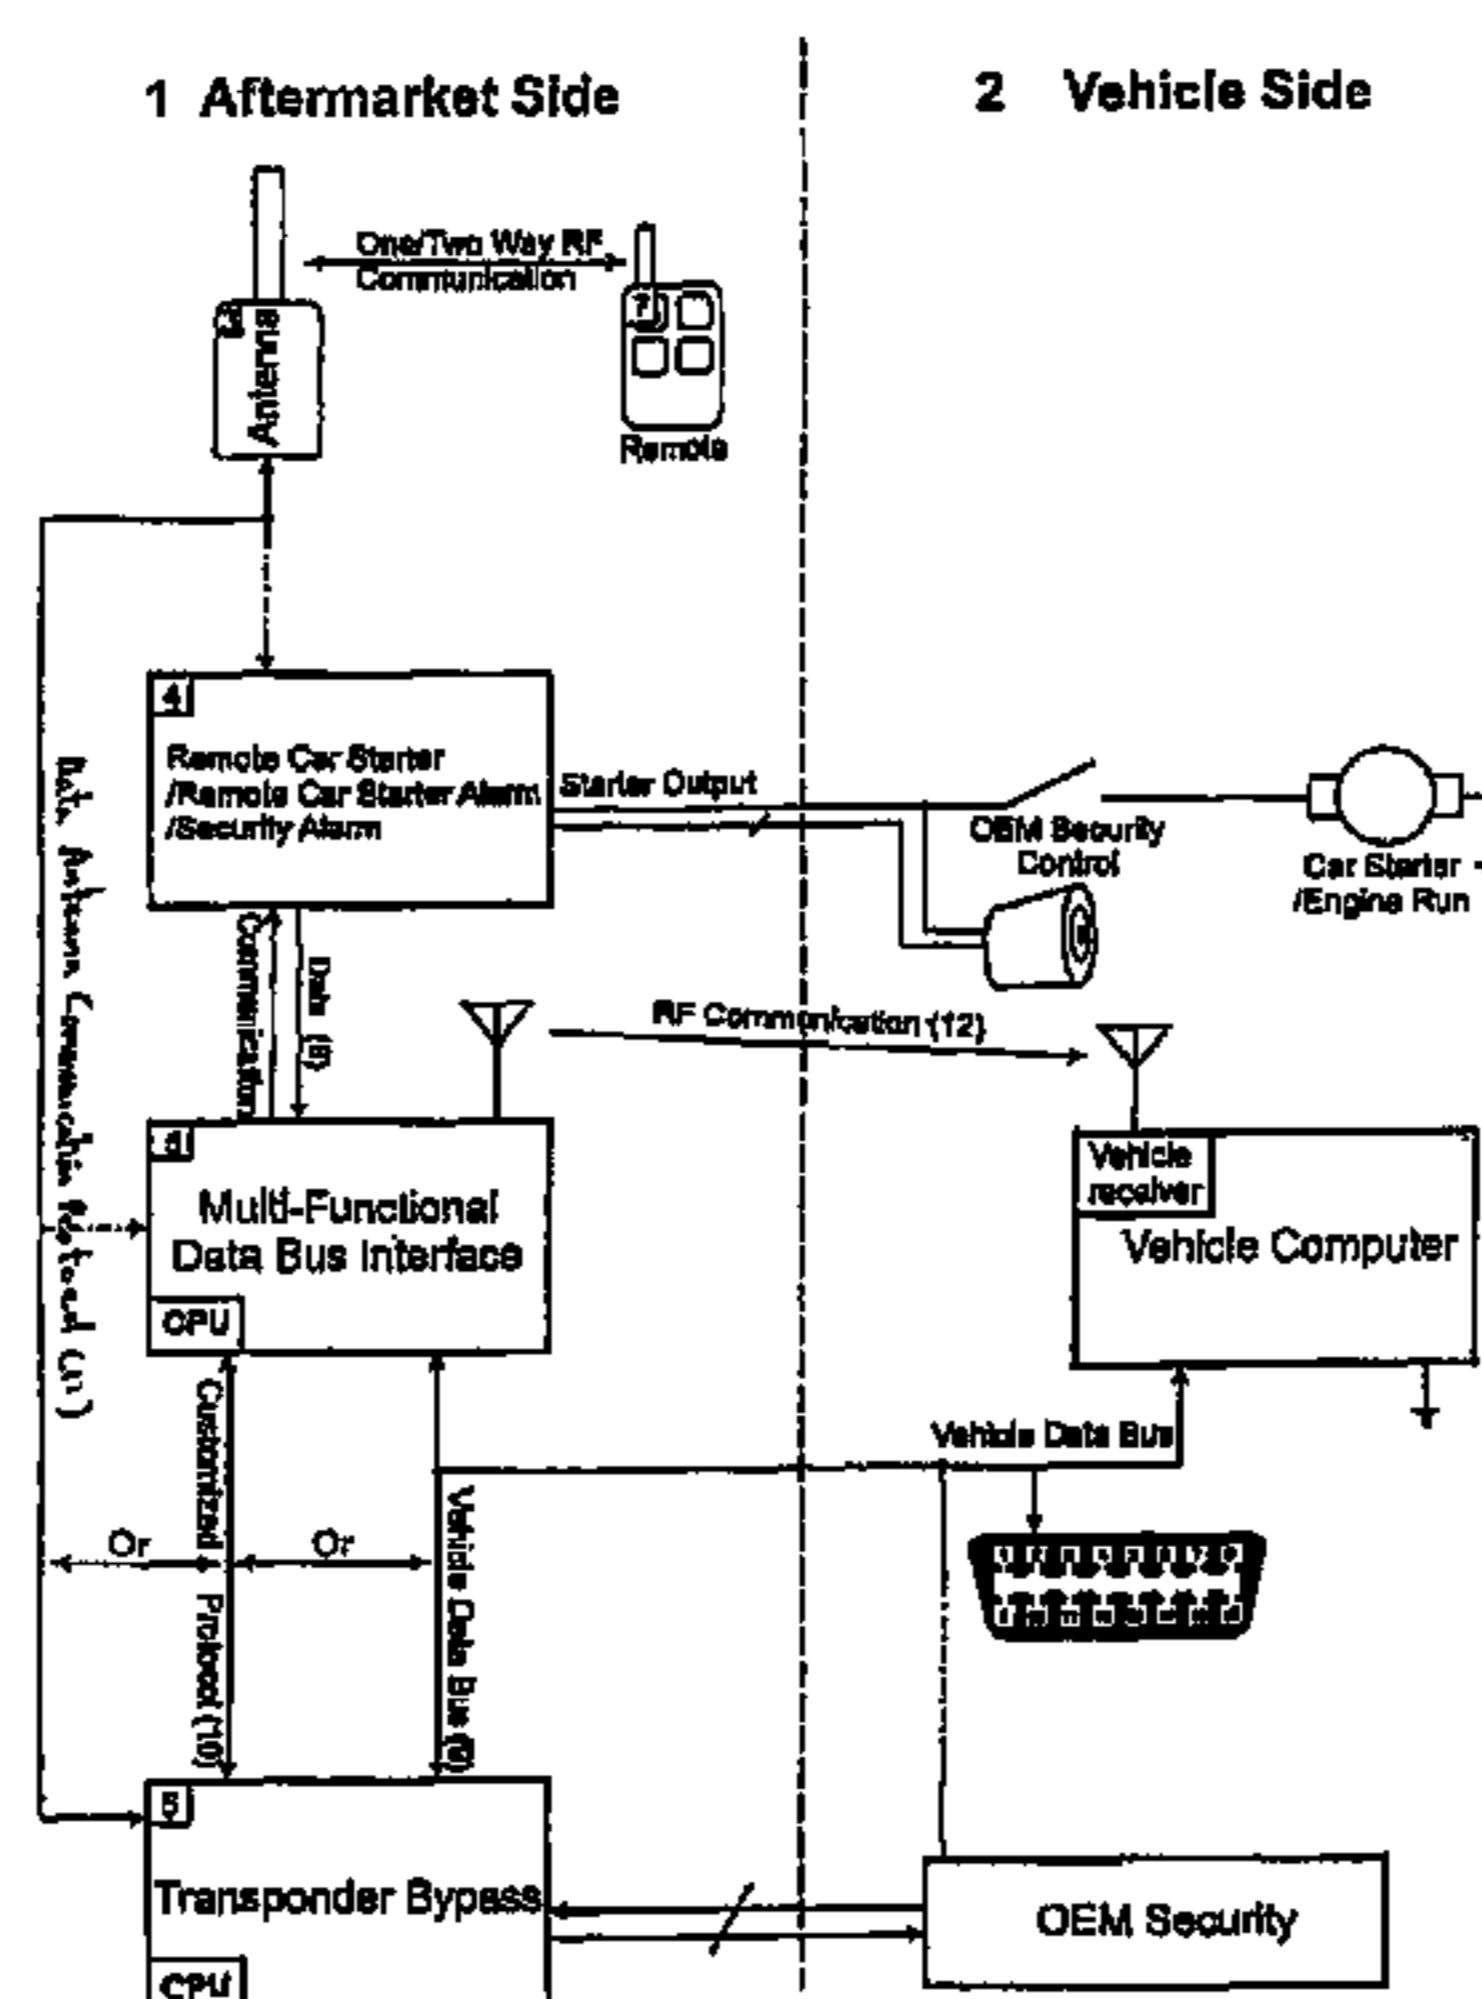 1 Aftermarket Side
2 Vehicle Side
One/Two Way RF
Communication
Antenna
Remote
4
Remote Car Starter
/Remote Car Starter Alarm
/Security Alarm
Starter Output
OEM Security
Control
Car Starter
/Engine Run
Communication
Data
RF Communication (12)
Data Antenna Communication Protocol (11)
Multi-Functional
Data Bus Interface
CPU
Vehicle
receiver
Vehicle Computer
Customized Protocol (10)
Vehicle Data Bus
Or
Or
Vehicle Data Bus (9)
Transponder Bypass
CPU
OEM Security